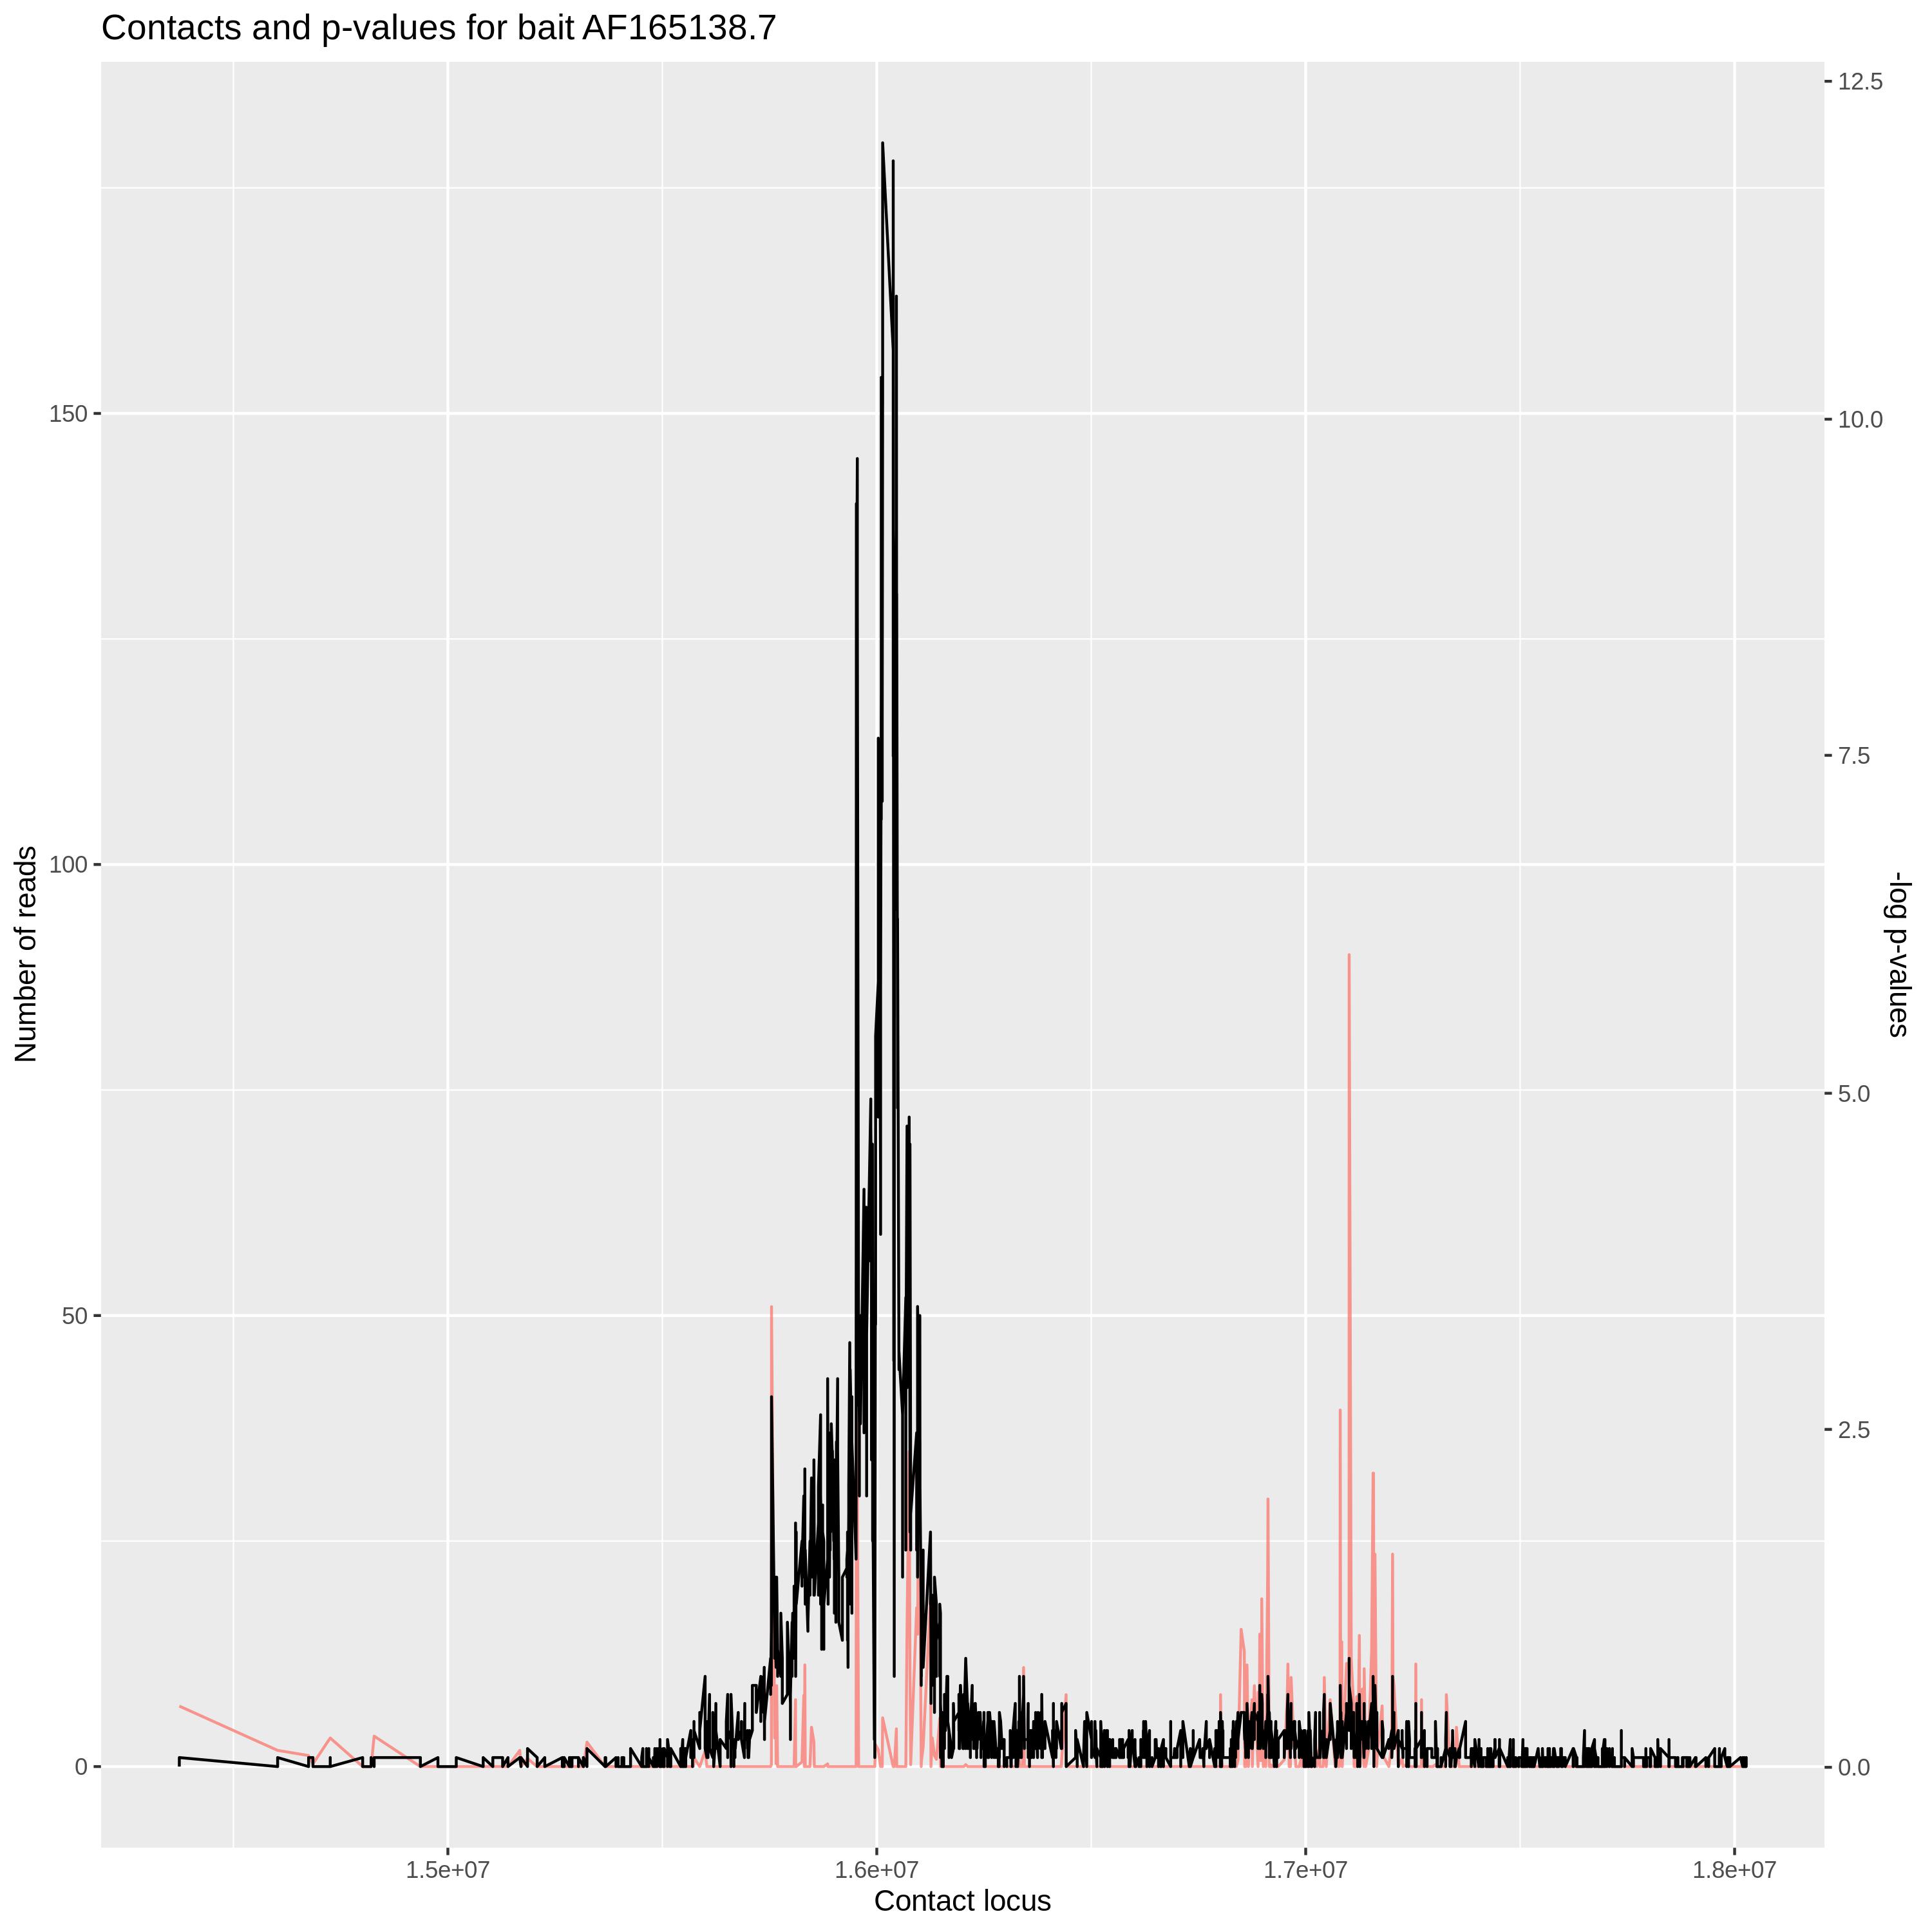 Contacts and p-values for bait AF165138.7
12.5
150
10.0
7.5
100
Number of reads
-log p-values
5.0
50
2.5
0
0.0
1.5e+07
1.6e+07
1.7e+07
1.8e+07
Contact locus